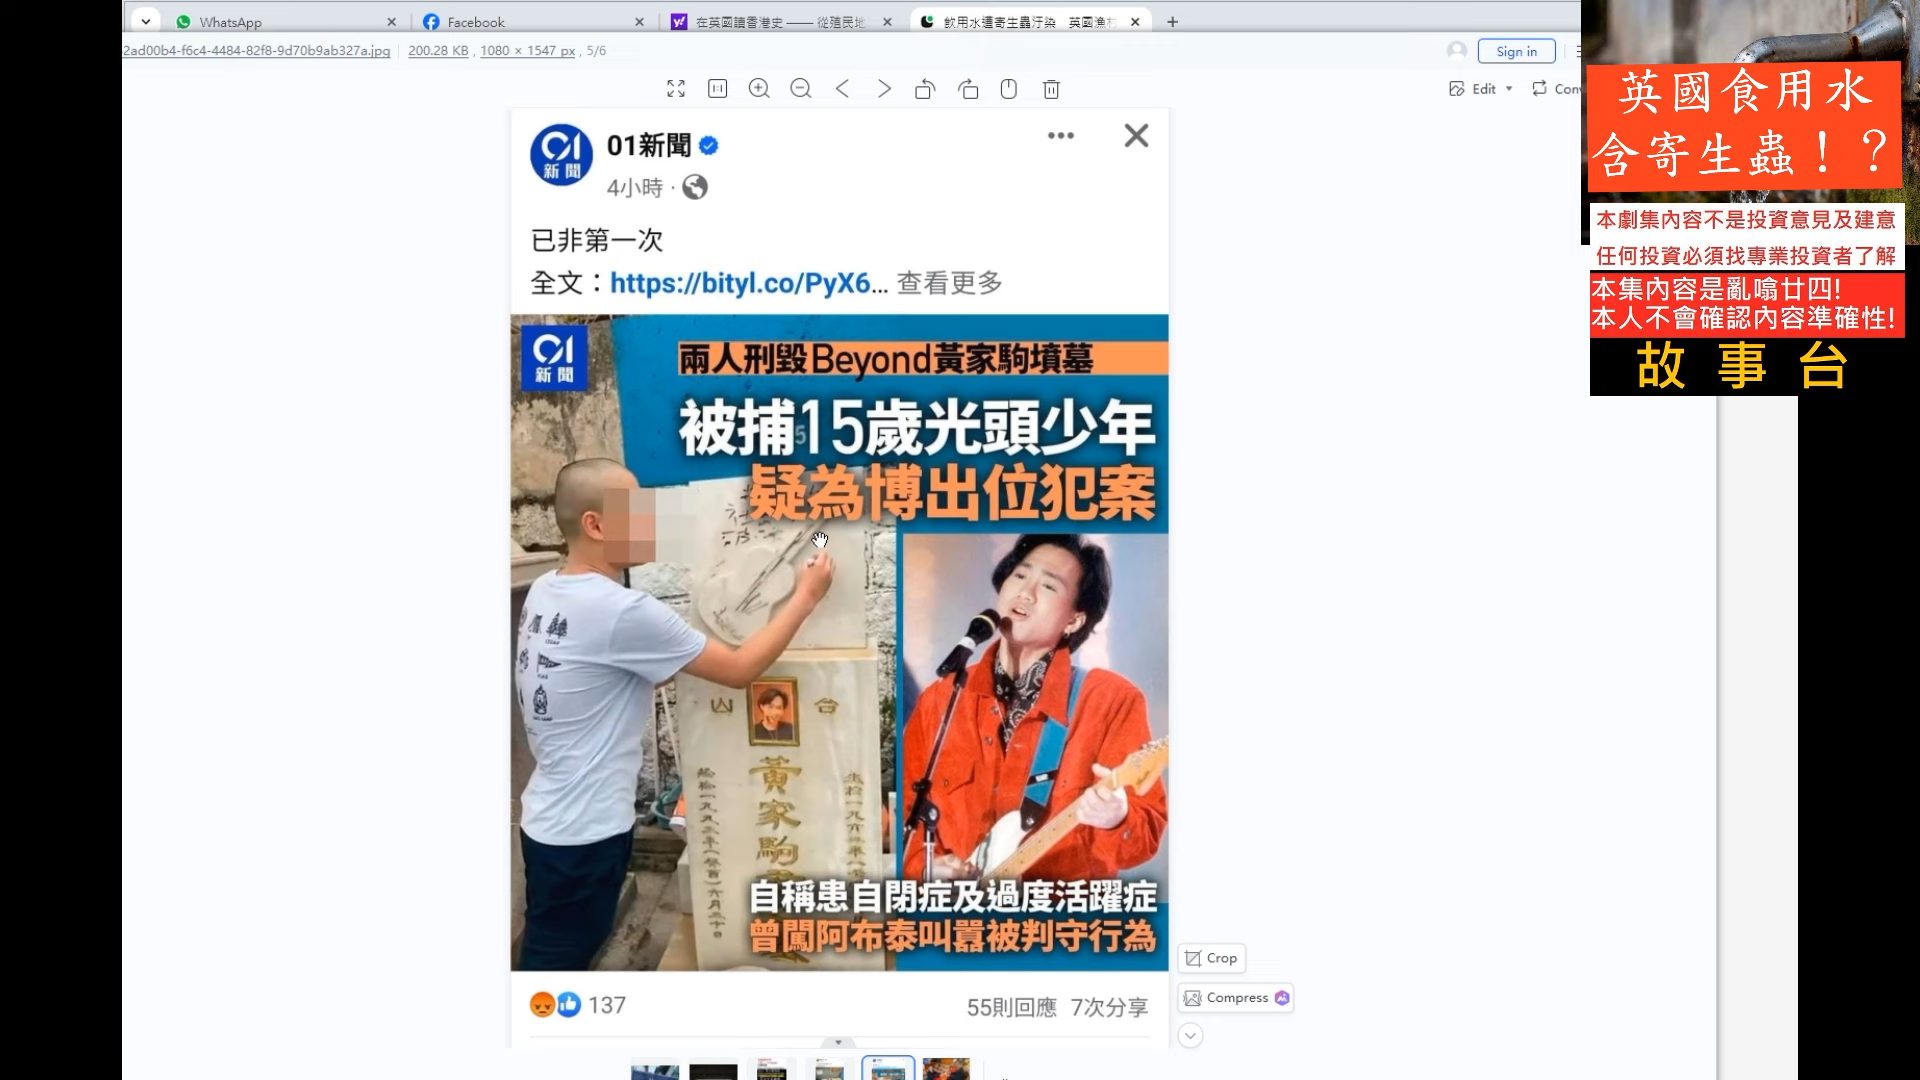 WhatsApp
Facebook
在英國讀香港史 —— 從殖民地
飲用水遭寄生蟲汙染 英國漁村
2ad00b4-f6c4-4484-82f8-9d70b9ab327a.jpg
200.28 KB , 1080 × 1547 px , 5/6
Sign in
Edit
Conv
01新聞
4小時
已非第一次
全文：https://bityl.co/PyX6... 查看更多
01
新聞
兩人刑毀Beyond黃家駒墳墓
被捕15歲光頭少年
疑為博出位犯案
台
山
黃家駒
自稱患自閉症及過度活躍症
曾闖阿布泰叫囂被判守行為
137
55則回應 7次分享
Crop
Compress
英國食用水
含寄生蟲！？
本劇集內容不是投資意見及建意
任何投資必須找專業投資者了解
本集內容是亂噏廿四!
本人不會確認內容準確性!
故事台